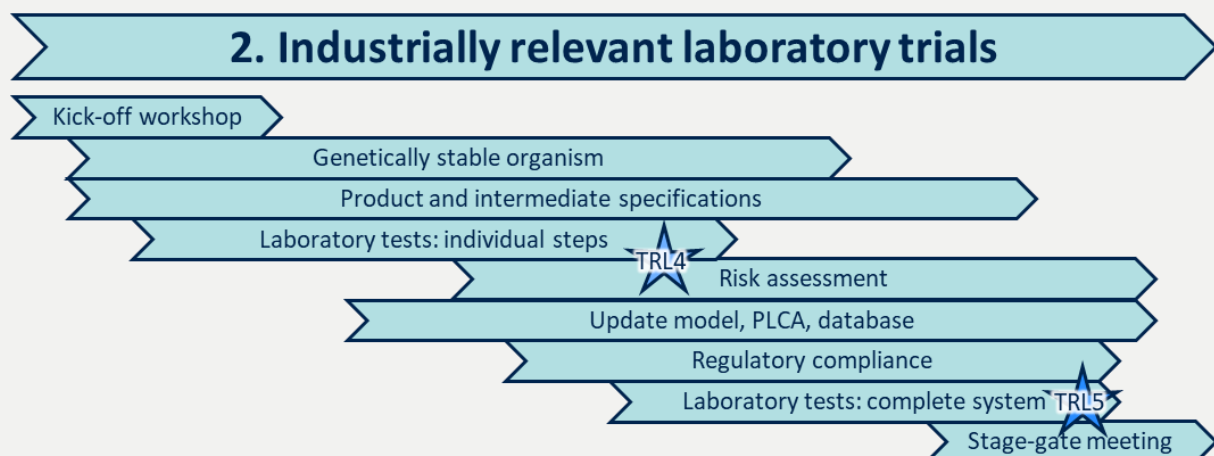 2. Industrially relevant laboratory trials
Kick-off workshop
Genetically stable organism
Product and intermediate specifications
Laboratory tests: individual steps
TRL4
Risk assessment
Update model, PLCA, database
Regulatory compliance
Laboratory tests: complete system
TRL5
Stage-gate meeting